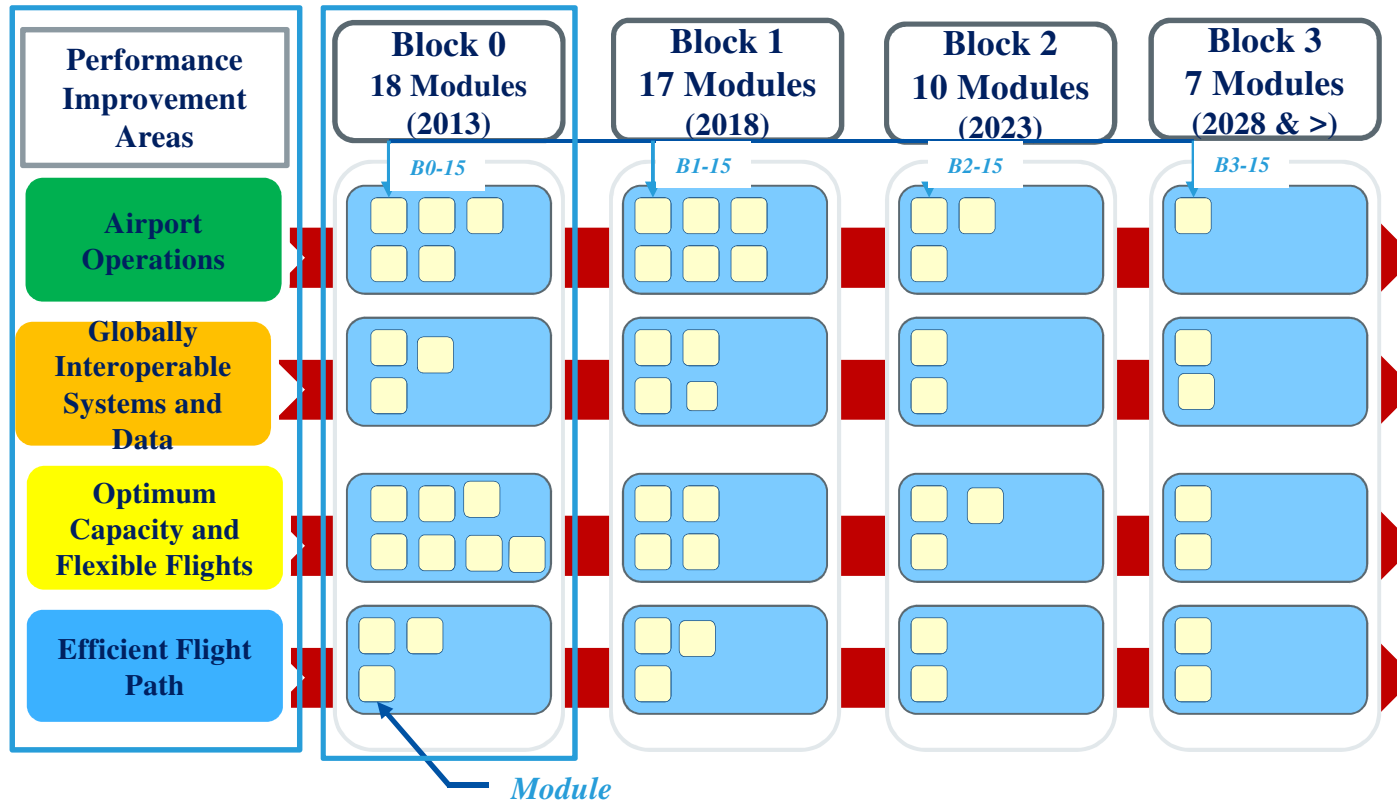 Performance
Improvement
Areas
Block 0
18 Modules
(2013)
Block 1
17 Modules
(2018)
Block 2
10 Modules
(2023)
Block 3
7 Modules
(2028 & >)
B0-15
B1-15
B2-15
B3-15
Airport
Operations
Globally
Interoperable
Systems and
Data
Optimum
Capacity and
Flexible Flights
Efficient Flight
Path
Module